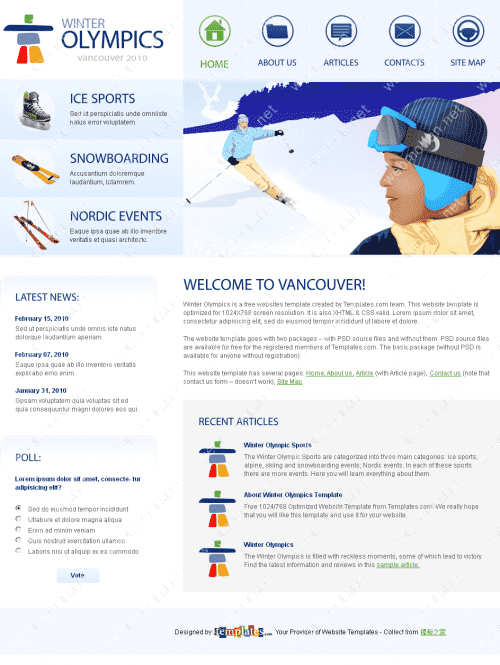 WINTER
OLYMPICS
vancouver 2010
HOME
ABOUT US
ARTICLES
CONTACTS
SITE MAP
ICE SPORTS
Sed ut perspiciatis unde omniiste
natus error voluptatem.
SNOWBOARDING
Accusantium doloremque
laudantium, totamrem.
NORDIC EVENTS
Eaque ipsa quae ab illo inventore
veritatis et quasi architecto.
LATEST NEWS:
February 15, 2010
Sed ut perspiciatis unde omnis iste natus
dolorque laudantium aperiam.
February 07, 2010
Eaque ipsa quae ab illo inventore veritatis
explicabo emo enim.
January 31, 2010
Opsam voluptatem quia voluptas sit ed
quia consequuntur magni dolores eos qui.
POLL:
Lorem ipsum dolor sit amet, consecte- tur
adipisicing elit?
Sed do eiusmod tempor incididunt
Utlabore et dolore magna aliqua
Enim ad minim veniam
Quis nostrud exercitation ullamco
Laboris nisi ut aliquip ex ea commodo
Vote
WELCOME TO VANCOUVER!
Winter Olympics is a free websites template created by Templates.com team. This website template is
optimized for 1024X768 screen resolution. It is also XHTML & CSS valid. Lorem ipsum dolor sit amet,
consectetur adipisicing elit, sed do eiusmod tempor incididunt ut labore et dolore.
The website template goes with two packages – with PSD source files and without them. PSD source files
are available for free for the registered members of Templates.com. The basic package (without PSD is
available for anyone without registration).
This website template has several pages: Home, About us, Article (with Article page), Contact us (note that
contact us form – doesn't work), Site Map.
RECENT ARTICLES
Winter Olympic Sports
The Winter Olympic Sports are categorized into three main categories: ice sports,
alpine, skiing and snowboarding events; Nordic events. In each of these sports
there are more events. Here you will learn everything about them.
About Winter Olympics Template
Free 1024/768 Optimized Website Template from Templates.com. We really hope
that you will like this template and use it for your website.
Winter Olympics
The Winter Olympics is filled with reckless moments, some of which lead to victory.
Find the latest information and reviews in this sample article.
Designed by Templates.com Your Provider of Website Templates - Collect from 模板之家